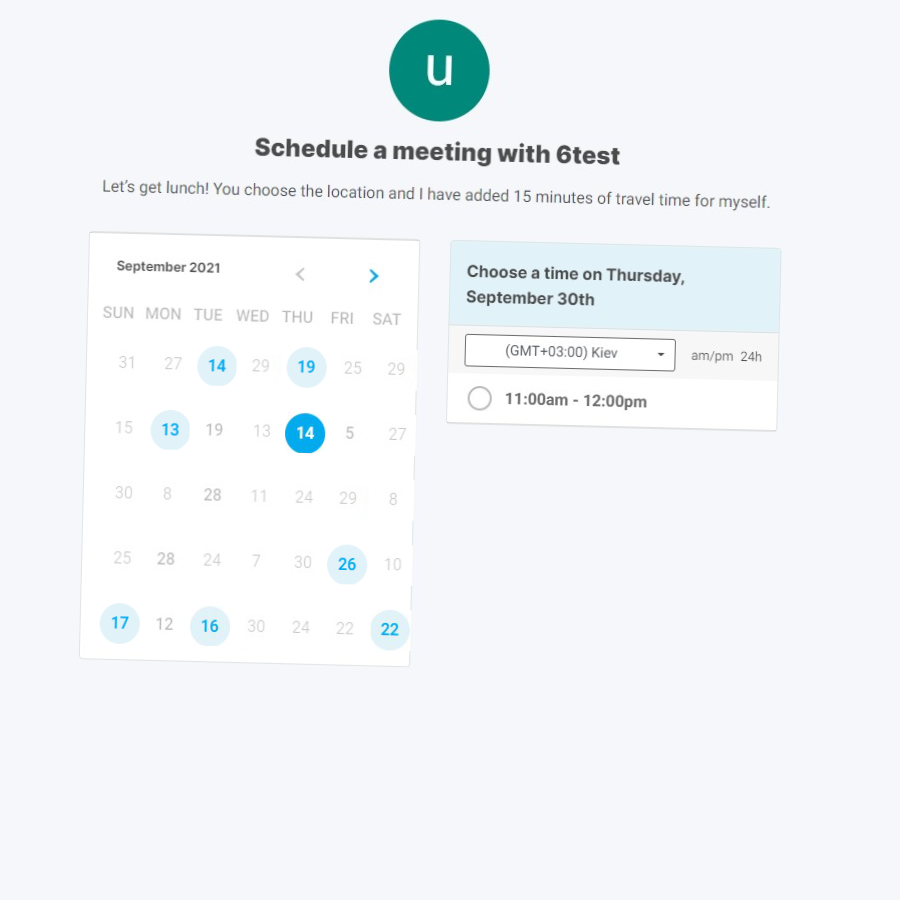 u
Schedule a meeting with 6test
Let's get lunch! You choose the location and I have added 15 minutes of travel time for myself.
September 2021
SUN MON TUE WED THU FRI SAT
31 27 14 29 19 25 29
15 13 19 13 14 5 27
30 8 28 11 24 29 8
25 28 24 7 30 26 10
17 12 16 30 24 22 22
Choose a time on Thursday,
September 30th
(GMT+03:00) Kiev am/pm 24h
11:00am - 12:00pm